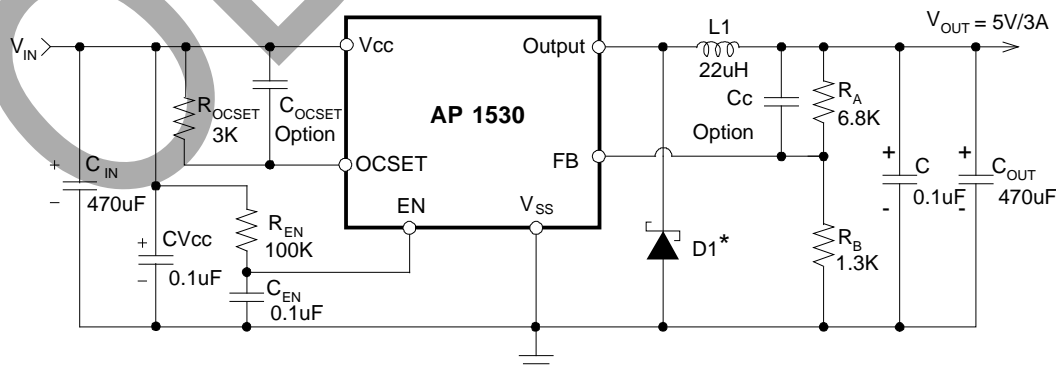 V_OUT = 5V/3A
V_IN
Vcc
Output
L1
22uH
R_OCSET
3K
C_OCSET
Option
AP 1530
Cc
Option
R_A
6.8K
OCSET
FB
+
C_IN
470uF
-
EN
V_SS
R_EN
100K
+
CVcc
0.1uF
-
C_EN
0.1uF
D1*
R_B
1.3K
+
C
0.1uF
-
+
C_OUT
470uF
-